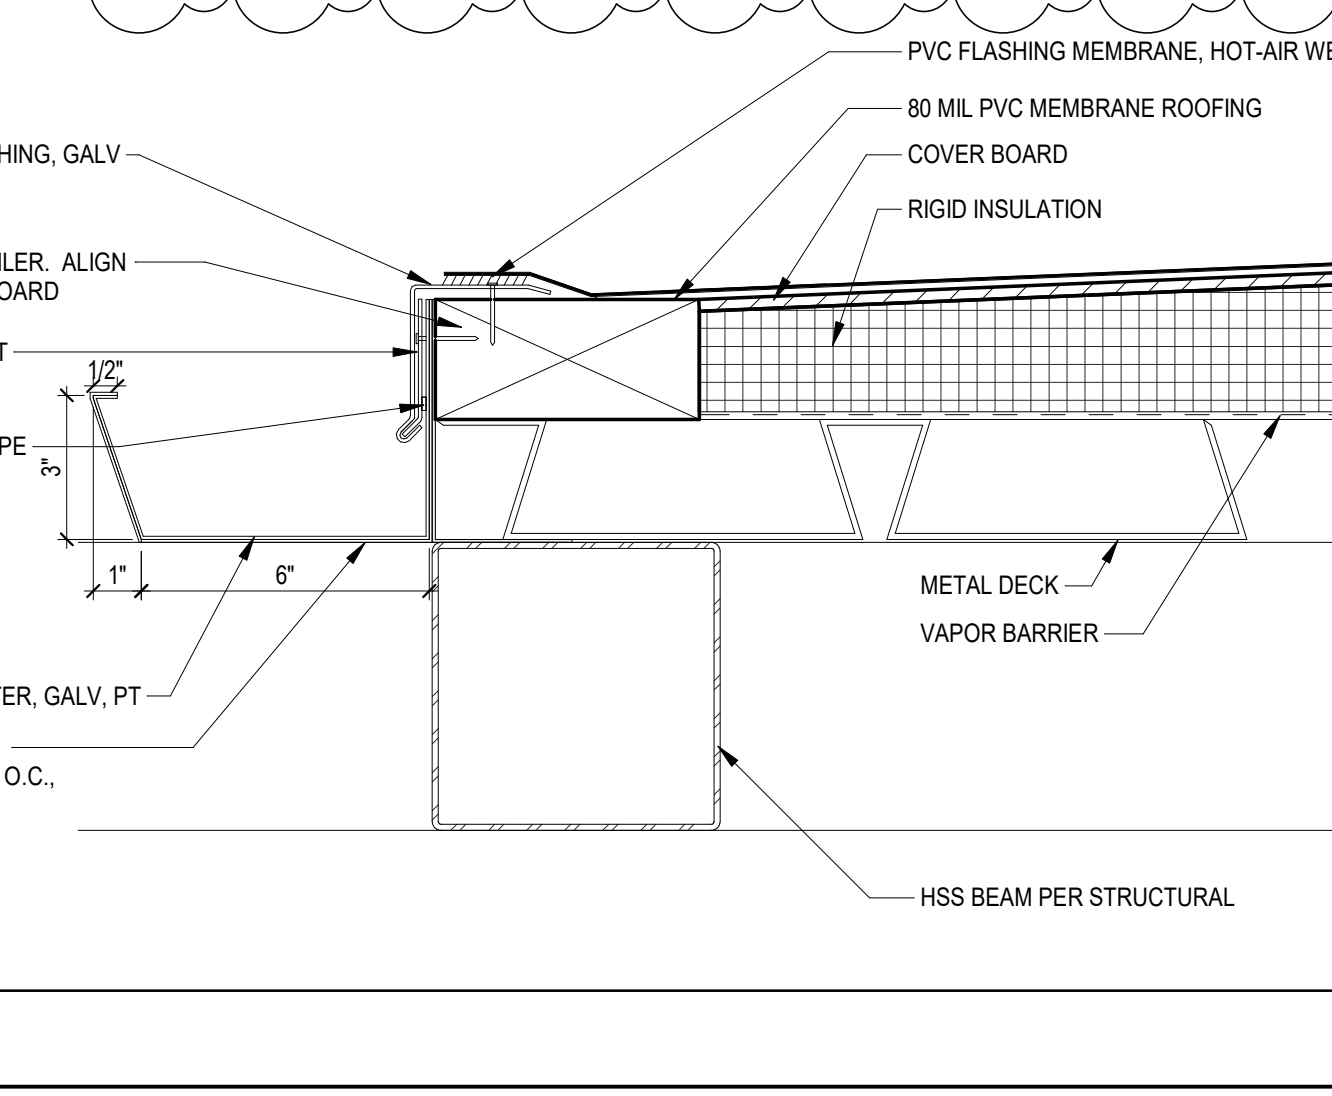 PVC FLASHING MEMBRANE, HOT-AIR WE
80 MIL PVC MEMBRANE ROOFING
HING, GALV
COVER BOARD
RIGID INSULATION
ILER. ALIGN
OARD
T
1/2"
PE
3"
1"
6"
METAL DECK
VAPOR BARRIER
TER, GALV, PT
O.C.,
HSS BEAM PER STRUCTURAL